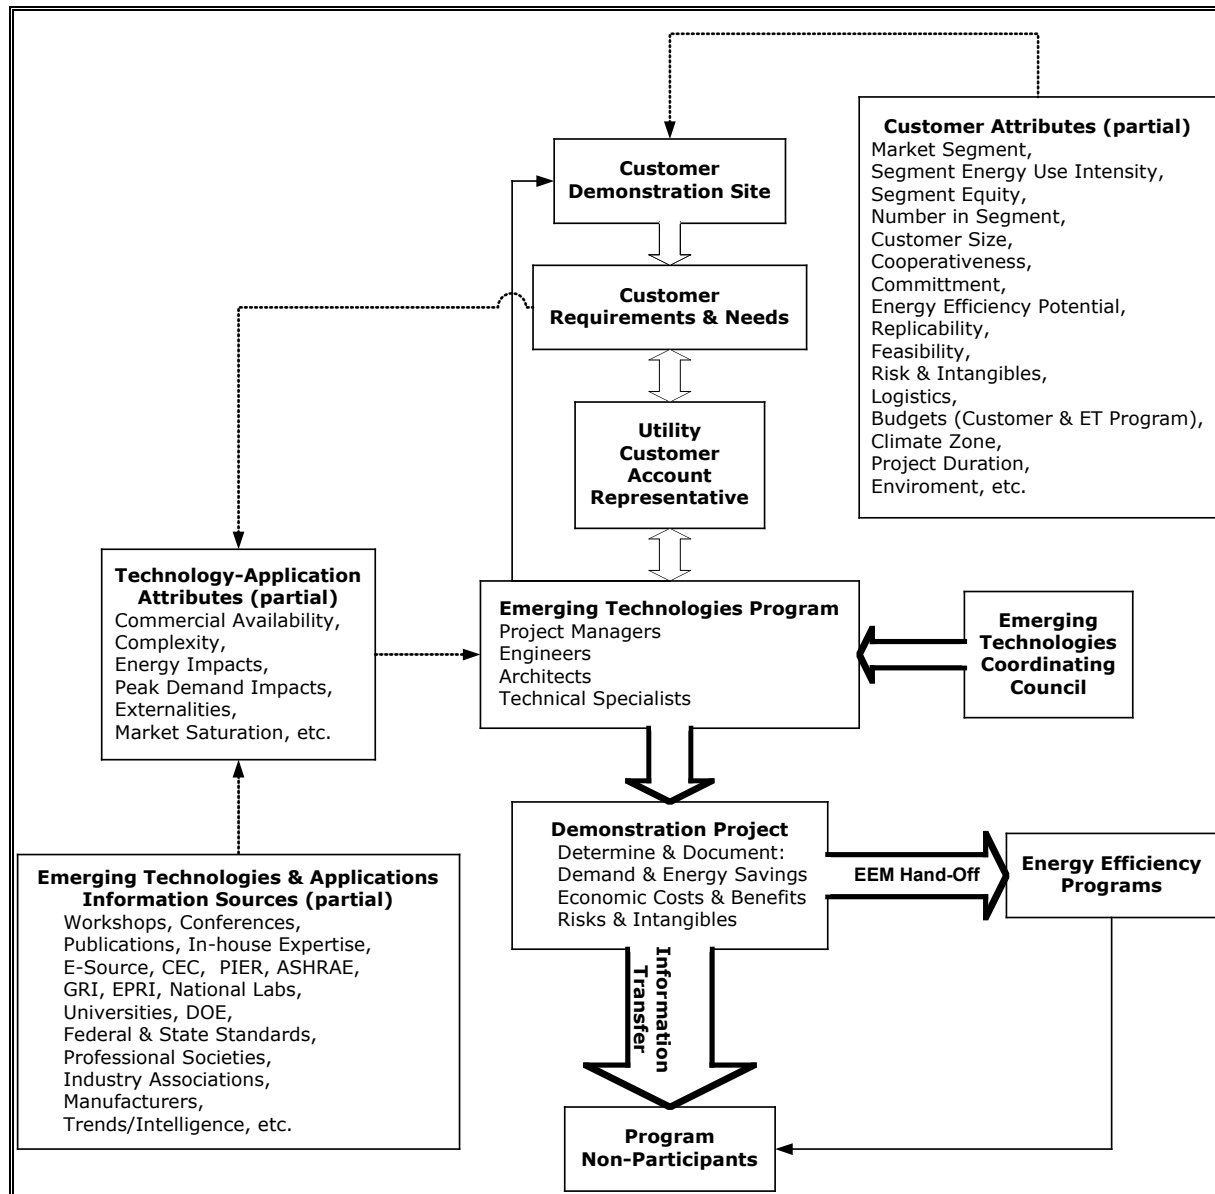 Customer Attributes (partial)
Market Segment,
Segment Energy Use Intensity,
Segment Equity,
Number in Segment,
Customer Size,
Cooperativeness,
Committment,
Energy Efficiency Potential,
Replicability,
Feasibility,
Risk & Intangibles,
Logistics,
Budgets (Customer & ET Program),
Climate Zone,
Project Duration,
Enviroment, etc.
Customer
Demonstration Site
Customer
Requirements & Needs
Utility
Customer
Account
Representative
Technology-Application
Attributes (partial)
Commercial Availability,
Complexity,
Energy Impacts,
Peak Demand Impacts,
Externalities,
Market Saturation, etc.
Emerging Technologies Program
Project Managers
Engineers
Architects
Technical Specialists
Emerging
Technologies
Coordinating
Council
Emerging Technologies & Applications
Information Sources (partial)
Workshops, Conferences,
Publications, In-house Expertise,
E-Source, CEC,  PIER, ASHRAE,
GRI, EPRI, National Labs,
Universities, DOE,
Federal & State Standards,
Professional Societies,
Industry Associations,
Manufacturers,
Trends/Intelligence, etc.
Demonstration Project
Determine & Document:
Demand & Energy Savings
Economic Costs & Benefits
Risks & Intangibles
EEM Hand-Off
Energy Efficiency
Programs
Information
Transfer
Program
Non-Participants